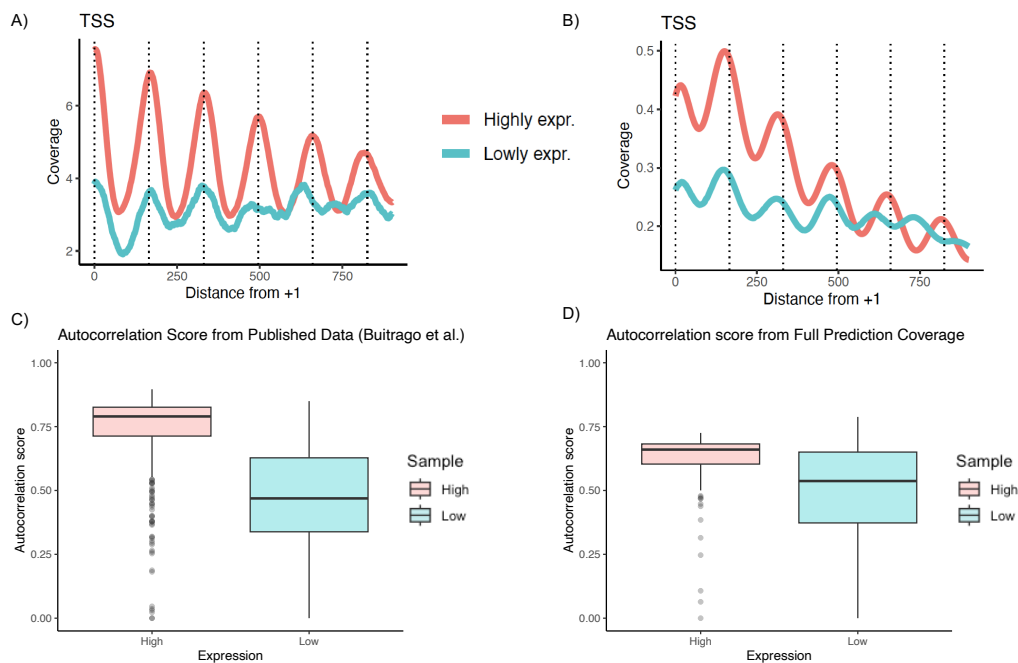 A)
TSS
Coverage
6
4
2
0
250
500
750
Distance from +1
Highly expr.
Lowly expr.
B)
TSS
Coverage
0.5
0.4
0.3
0.2
0
250
500
750
Distance from +1
C)
Autocorrelation Score from Published Data (Buitrago et al.)
Autocorrelation score
1.00
0.75
0.50
0.25
0.00
High
Low
Expression
Sample
High
Low
D)
Autocorrelation score from Full Prediction Coverage
Autocorrelation score
1.00
0.75
0.50
0.25
0.00
High
Low
Expression
Sample
High
Low